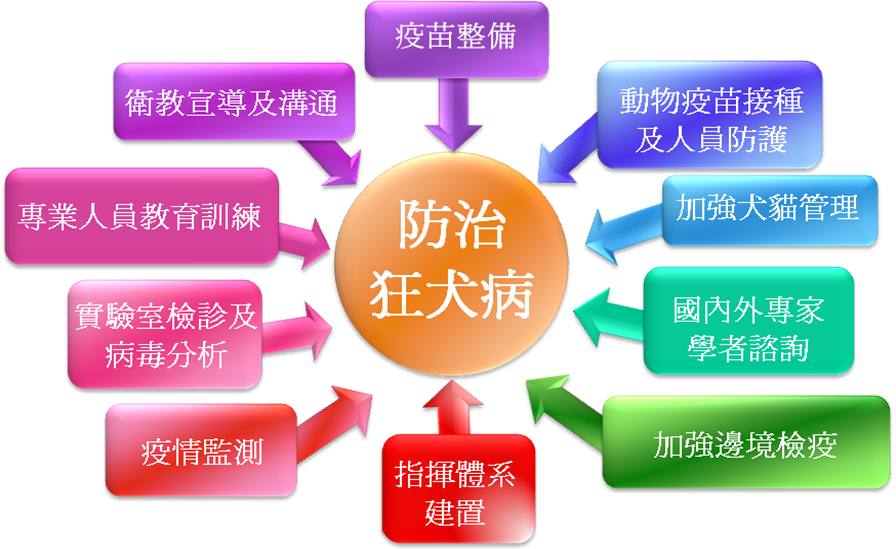 疫苗整備
衛教宣導及溝通
動物疫苗接種
及人員防護
專業人員教育訓練
加強犬貓管理
防治
狂犬病
實驗室檢診及
病毒分析
國內外專家
學者諮詢
疫情監測
加強邊境檢疫
指揮體系
建置